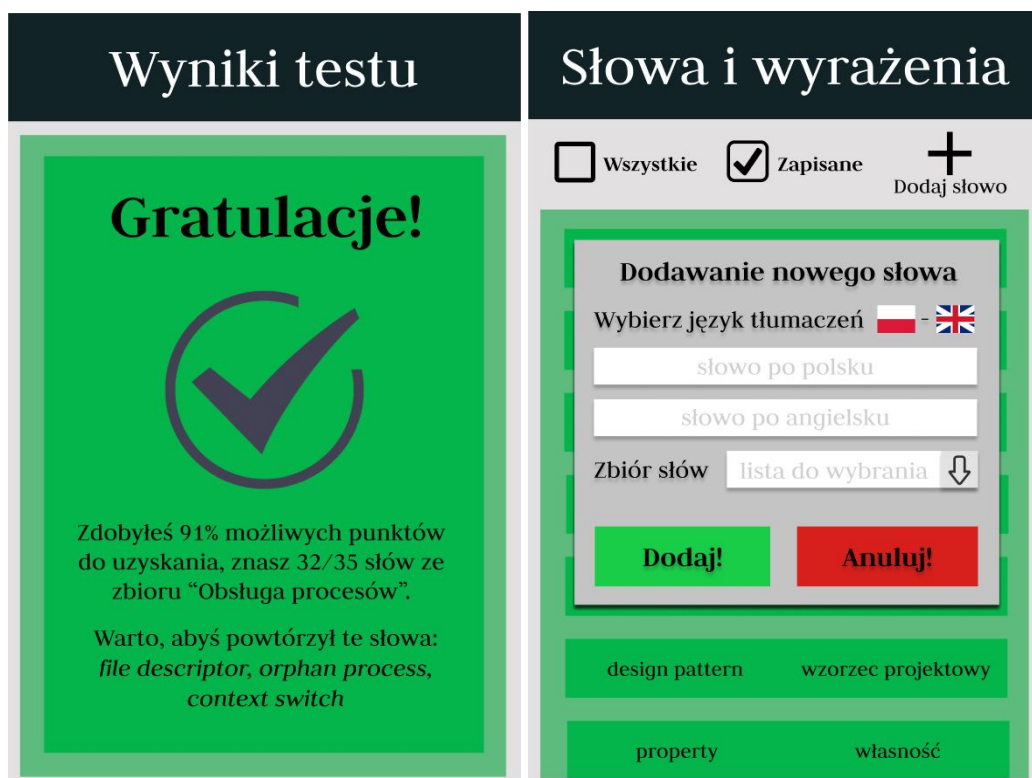 Wyniki testu
Gratulacje!
Zdobyłeś 91% możliwych punktów
do uzyskania, znasz 32/35 słów ze
zbioru “Obsługa procesów”.
Warto, abyś powtórzył te słowa:
file descriptor, orphan process,
context switch
Słowa i wyrażenia
Wszystkie
Zapisane
Dodaj słowo
Dodawanie nowego słowa
Wybierz język tłumaczeń -
słowo po polsku
słowo po angielsku
Zbiór słów lista do wybrania
Dodaj! Anuluj!
design pattern wzorzec projektowy
property własność